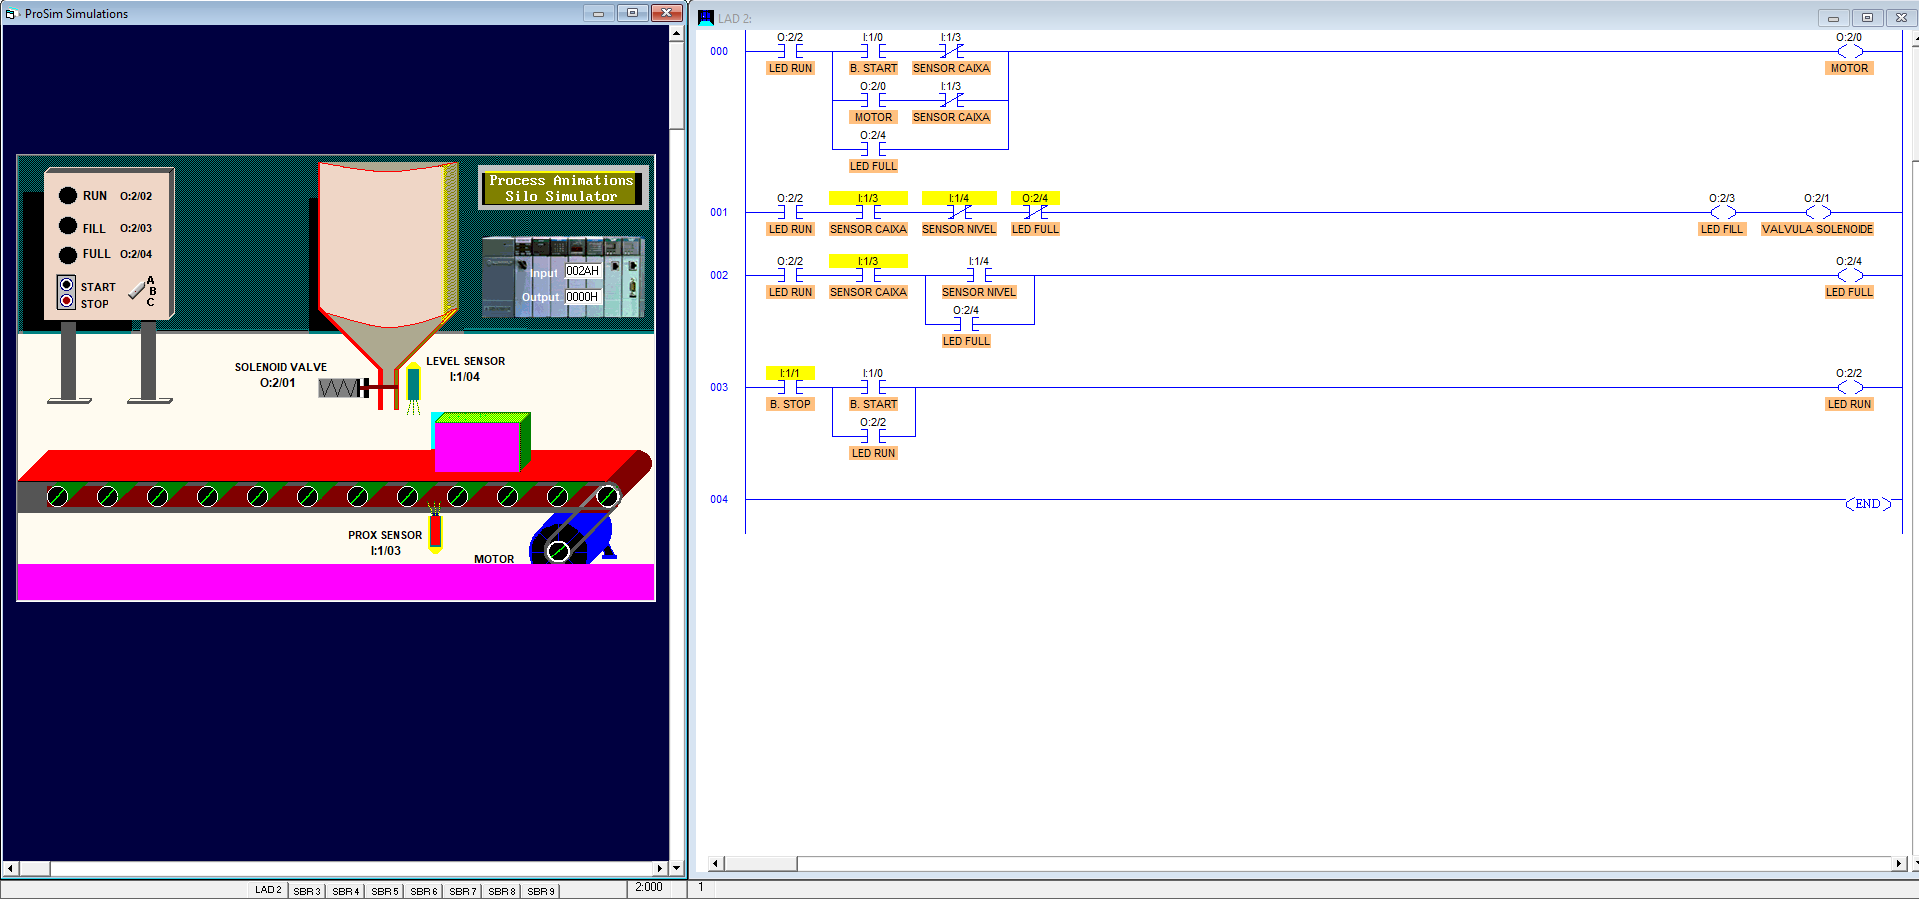 ProSim Simulations
Process Animations
Silo Simulator
RUN O:2/02
FILL O:2/03
FULL O:2/04
START
STOP
A
B
C
Input 002AH
Output 0000H
SOLENOID VALVE
O:2/01
LEVEL SENSOR
I:1/04
PROX SENSOR
I:1/03
MOTOR
LAD 2 SBR 3 SBR 4 SBR 5 SBR 6 SBR 7 SBR 8 SBR 9 2:000 1
LAD 2:
O:2/2 I:1/0 I:1/3 O:2/0
000
LED RUN B. START SENSOR CAIXA MOTOR
O:2/0 I:1/3
MOTOR SENSOR CAIXA
O:2/4
LED FULL
O:2/2 I:1/3 I:1/4 O:2/4 O:2/3 O:2/1
001
LED RUN SENSOR CAIXA SENSOR NIVEL LED FULL LED FILL VALVULA SOLENOIDE
O:2/2 I:1/3 I:1/4 O:2/4
002
LED RUN SENSOR CAIXA SENSOR NIVEL LED FULL
O:2/4
LED FULL
I:1/1 I:1/0 O:2/2
003
B. STOP B. START LED RUN
O:2/2
LED RUN
004
END